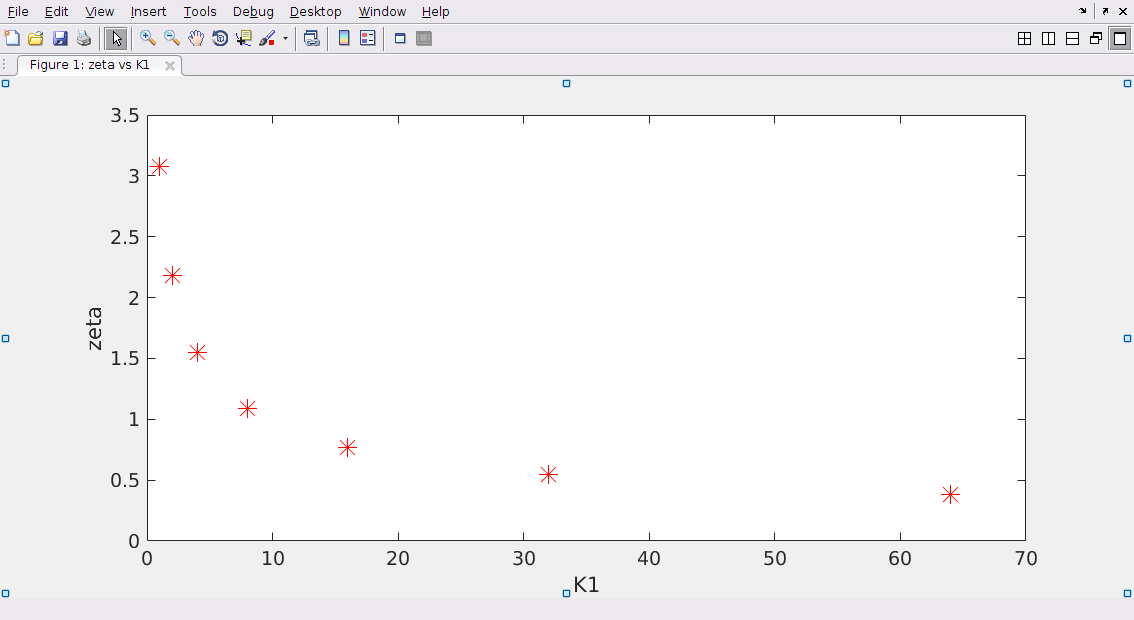 File Edit View Insert Tools Debug Desktop Window Help
Figure 1: zeta vs K1
3.5
3
2.5
2
1.5
1
0.5
0
zeta
0 10 20 30 40 50 60 70
K1